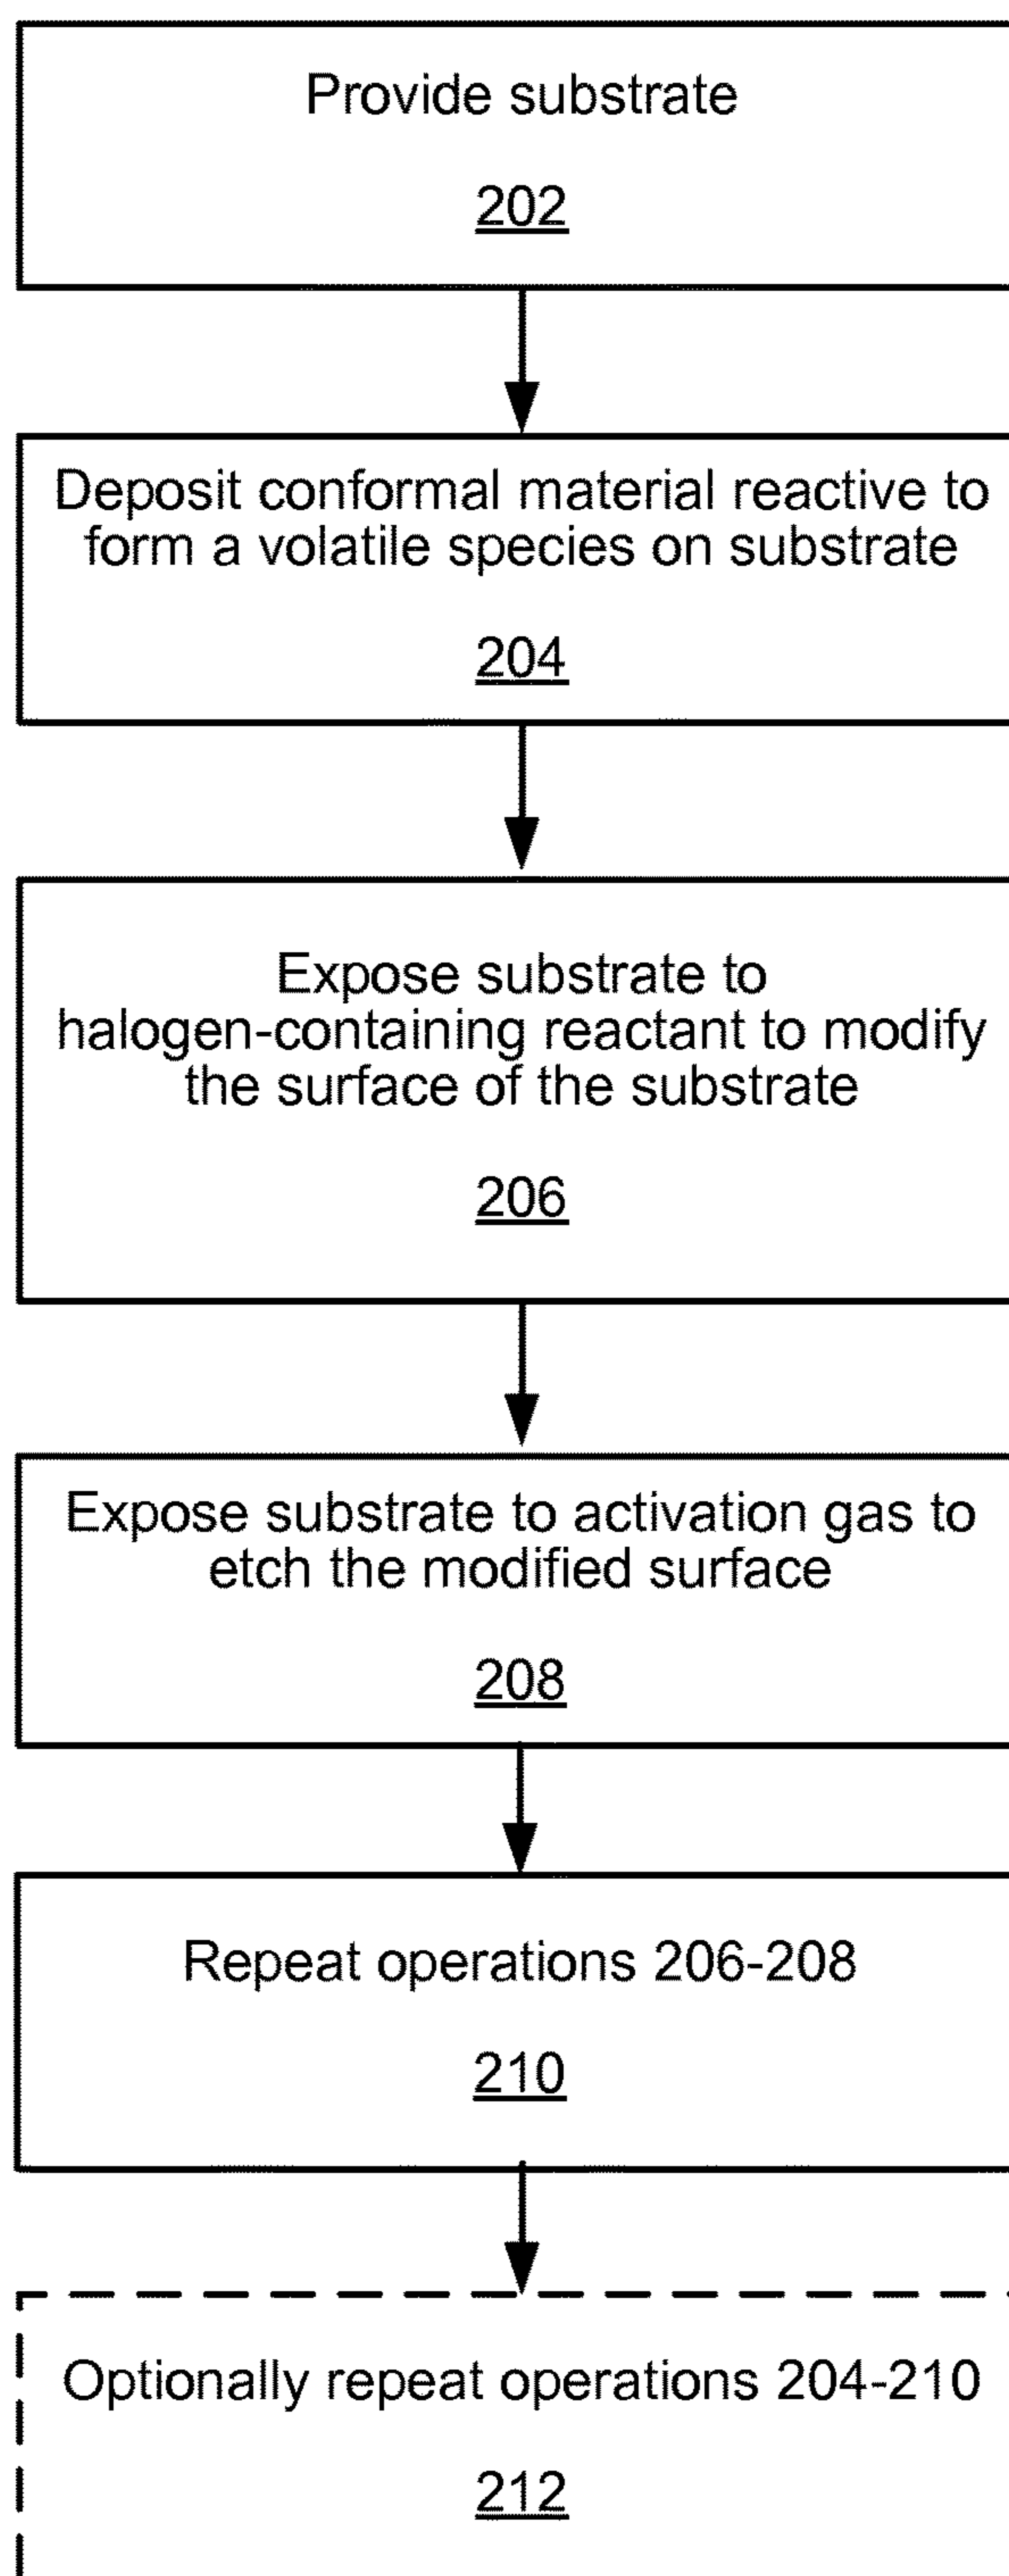 Provide substrate
202
Deposit conformal material reactive to
form a volatile species on substrate
204
Expose substrate to
halogen-containing reactant to modify
the surface of the substrate
206
Expose substrate to activation gas to
etch the modified surface
208
Repeat operations 206-208
210
Optionally repeat operations 204-210
212